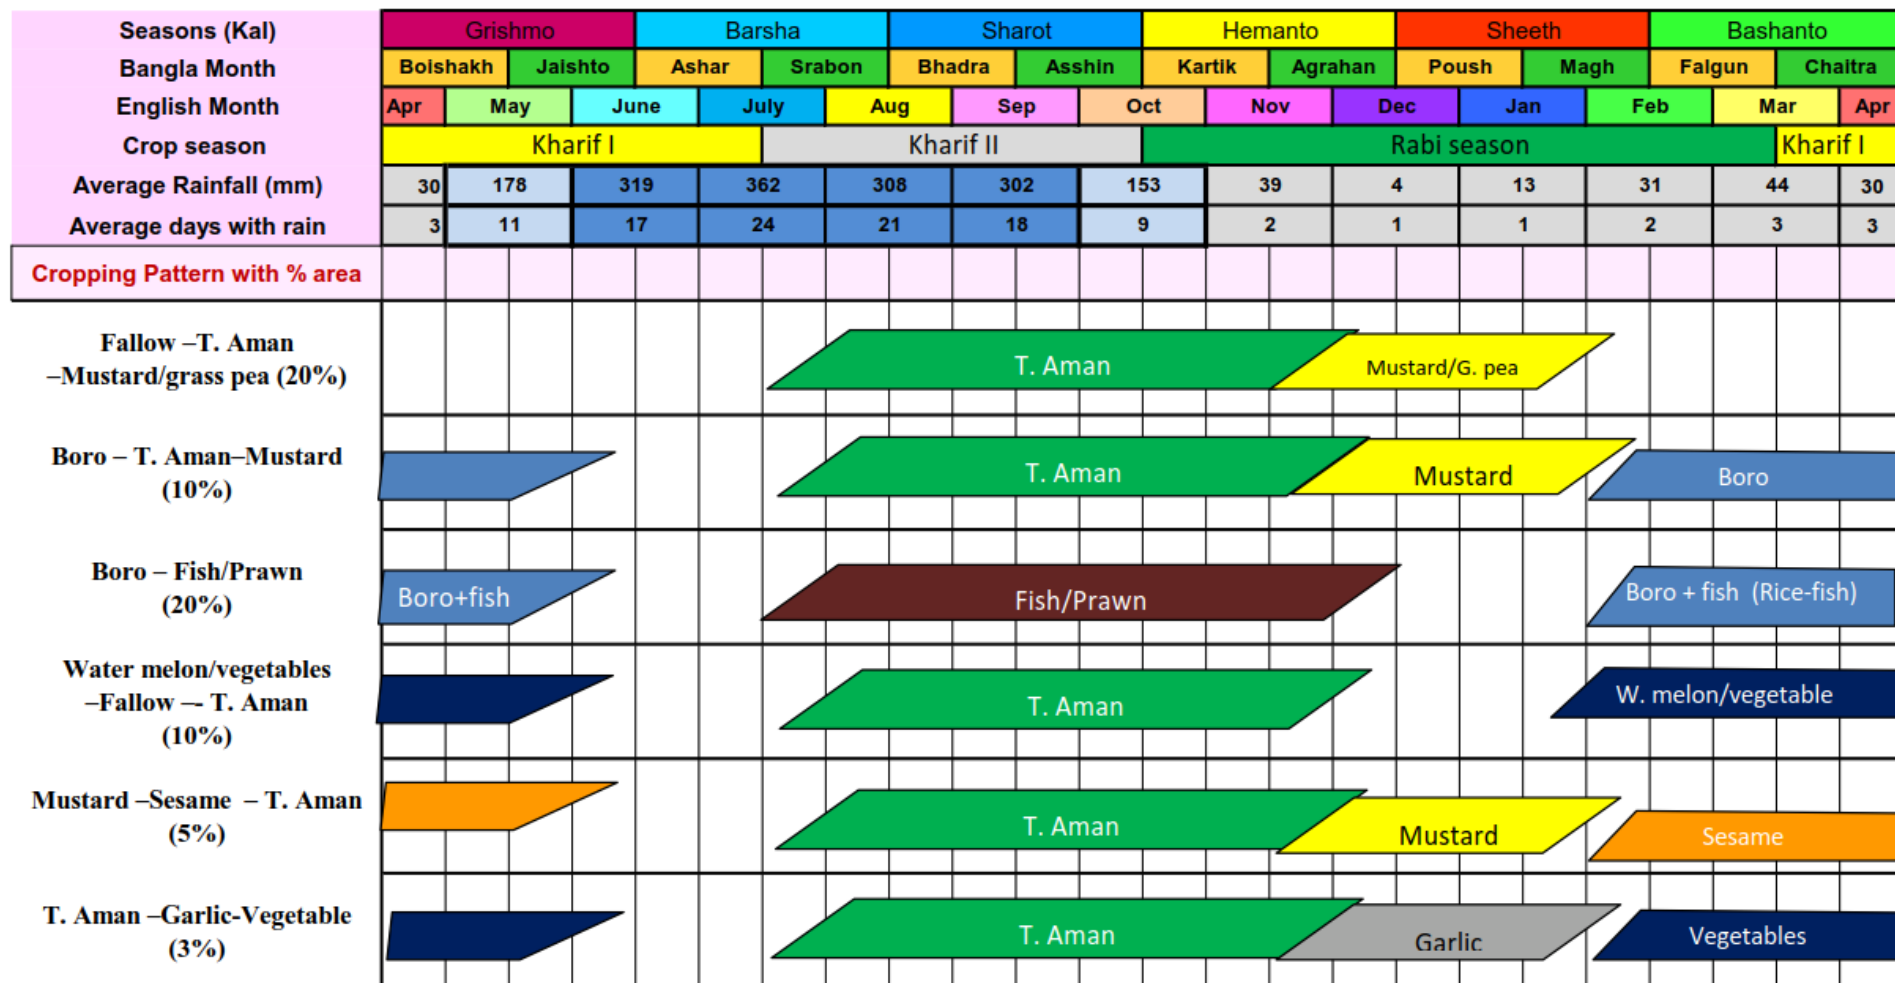 Seasons (Kal) Grishmo Barsha Sharot Hemanto Sheeth Bashanto
Bangla Month Boishakh Jaishto Ashar Srabon Bhadra Asshin Kartik Agrahan Poush Magh Falgun Chaitra
English Month Apr May June July Aug Sep Oct Nov Dec Jan Feb Mar Apr
Crop season Kharif I Kharif II Rabi season Kharif I
Average Rainfall (mm) 30 178 319 362 308 302 153 39 4 13 31 44 30
Average days with rain 3 11 17 24 21 18 9 2 1 1 2 3 3
Cropping Pattern with % area
Fallow –T. Aman
–Mustard/grass pea (20%)
T. Aman Mustard/G. pea
Boro – T. Aman–Mustard
(10%)
T. Aman Mustard Boro
Boro – Fish/Prawn
(20%)
Boro+fish Fish/Prawn Boro + fish (Rice-fish)
Water melon/vegetables
–Fallow –- T. Aman
(10%)
T. Aman W. melon/vegetable
Mustard –Sesame – T. Aman
(5%)
T. Aman Mustard Sesame
T. Aman –Garlic-Vegetable
(3%)
T. Aman Garlic Vegetables